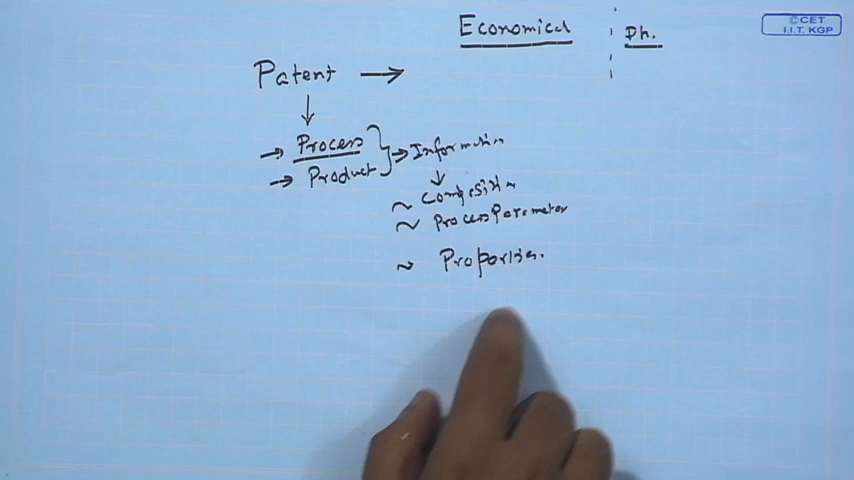 Economical Ph.
©CET
I.I.T. KGP
Patent →
→ Process
→ Product
→ Information
~ Composition
~ Process Parameter
~ Properties.